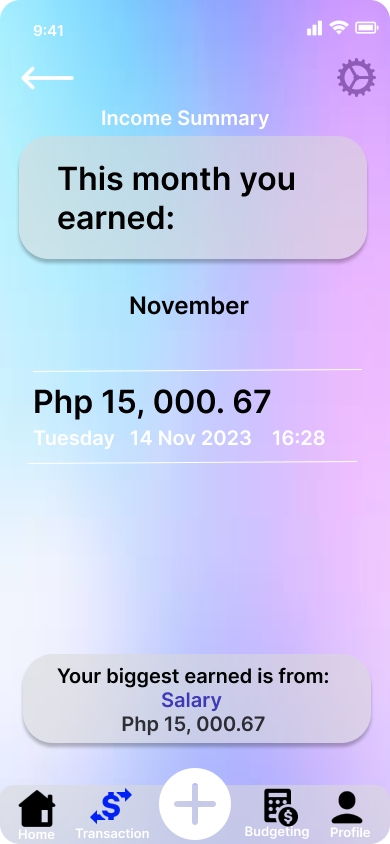 9:41
Income Summary
This month you
earned:
November
Php 15, 000. 67
Tuesday 14 Nov 2023 16:28
Your biggest earned is from:
Salary
Php 15, 000.67
Home Transaction Budgeting Profile